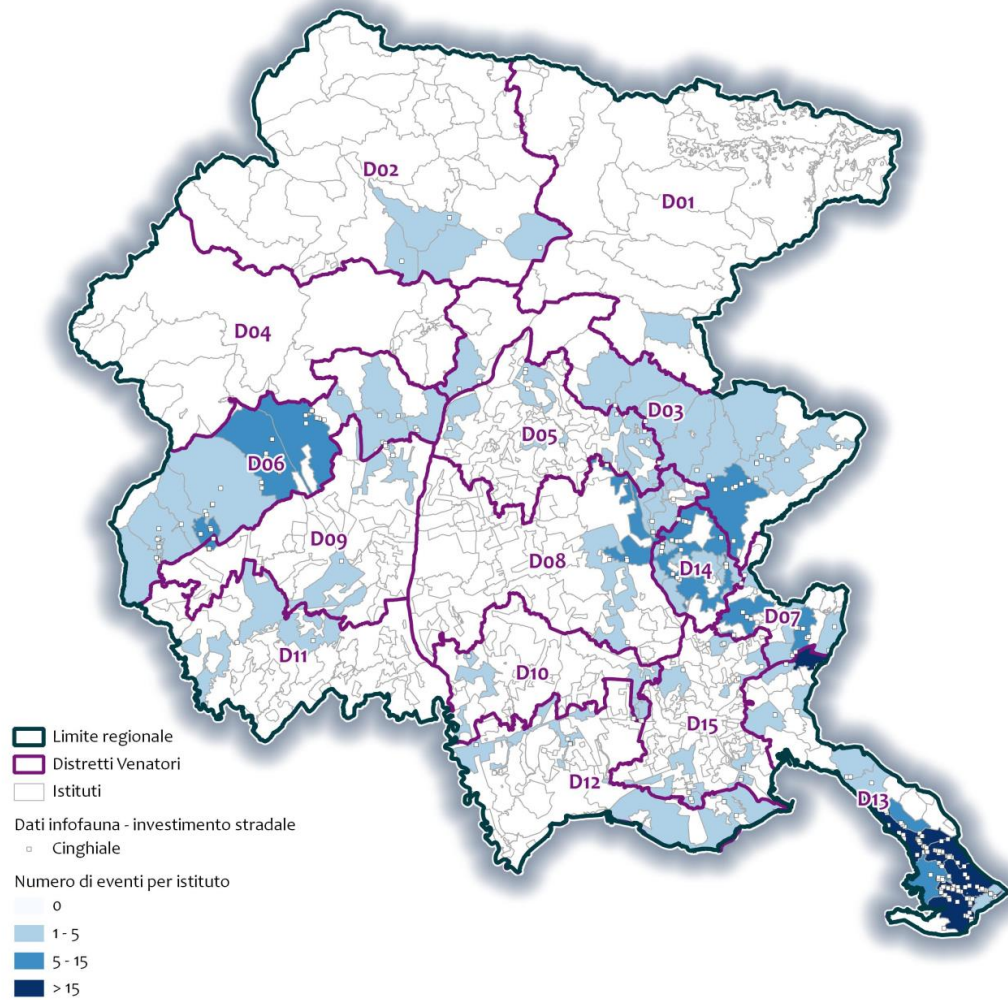 D02
D01
D04
D03
D05
D06
D09
D08
D14
D07
D11
D10
D15
D12
D13
Limite regionale
Distretti Venatori
Istituti
Dati infofauna - investimento stradale
Cinghiale
Numero di eventi per istituto
0
1 - 5
5 - 15
> 15